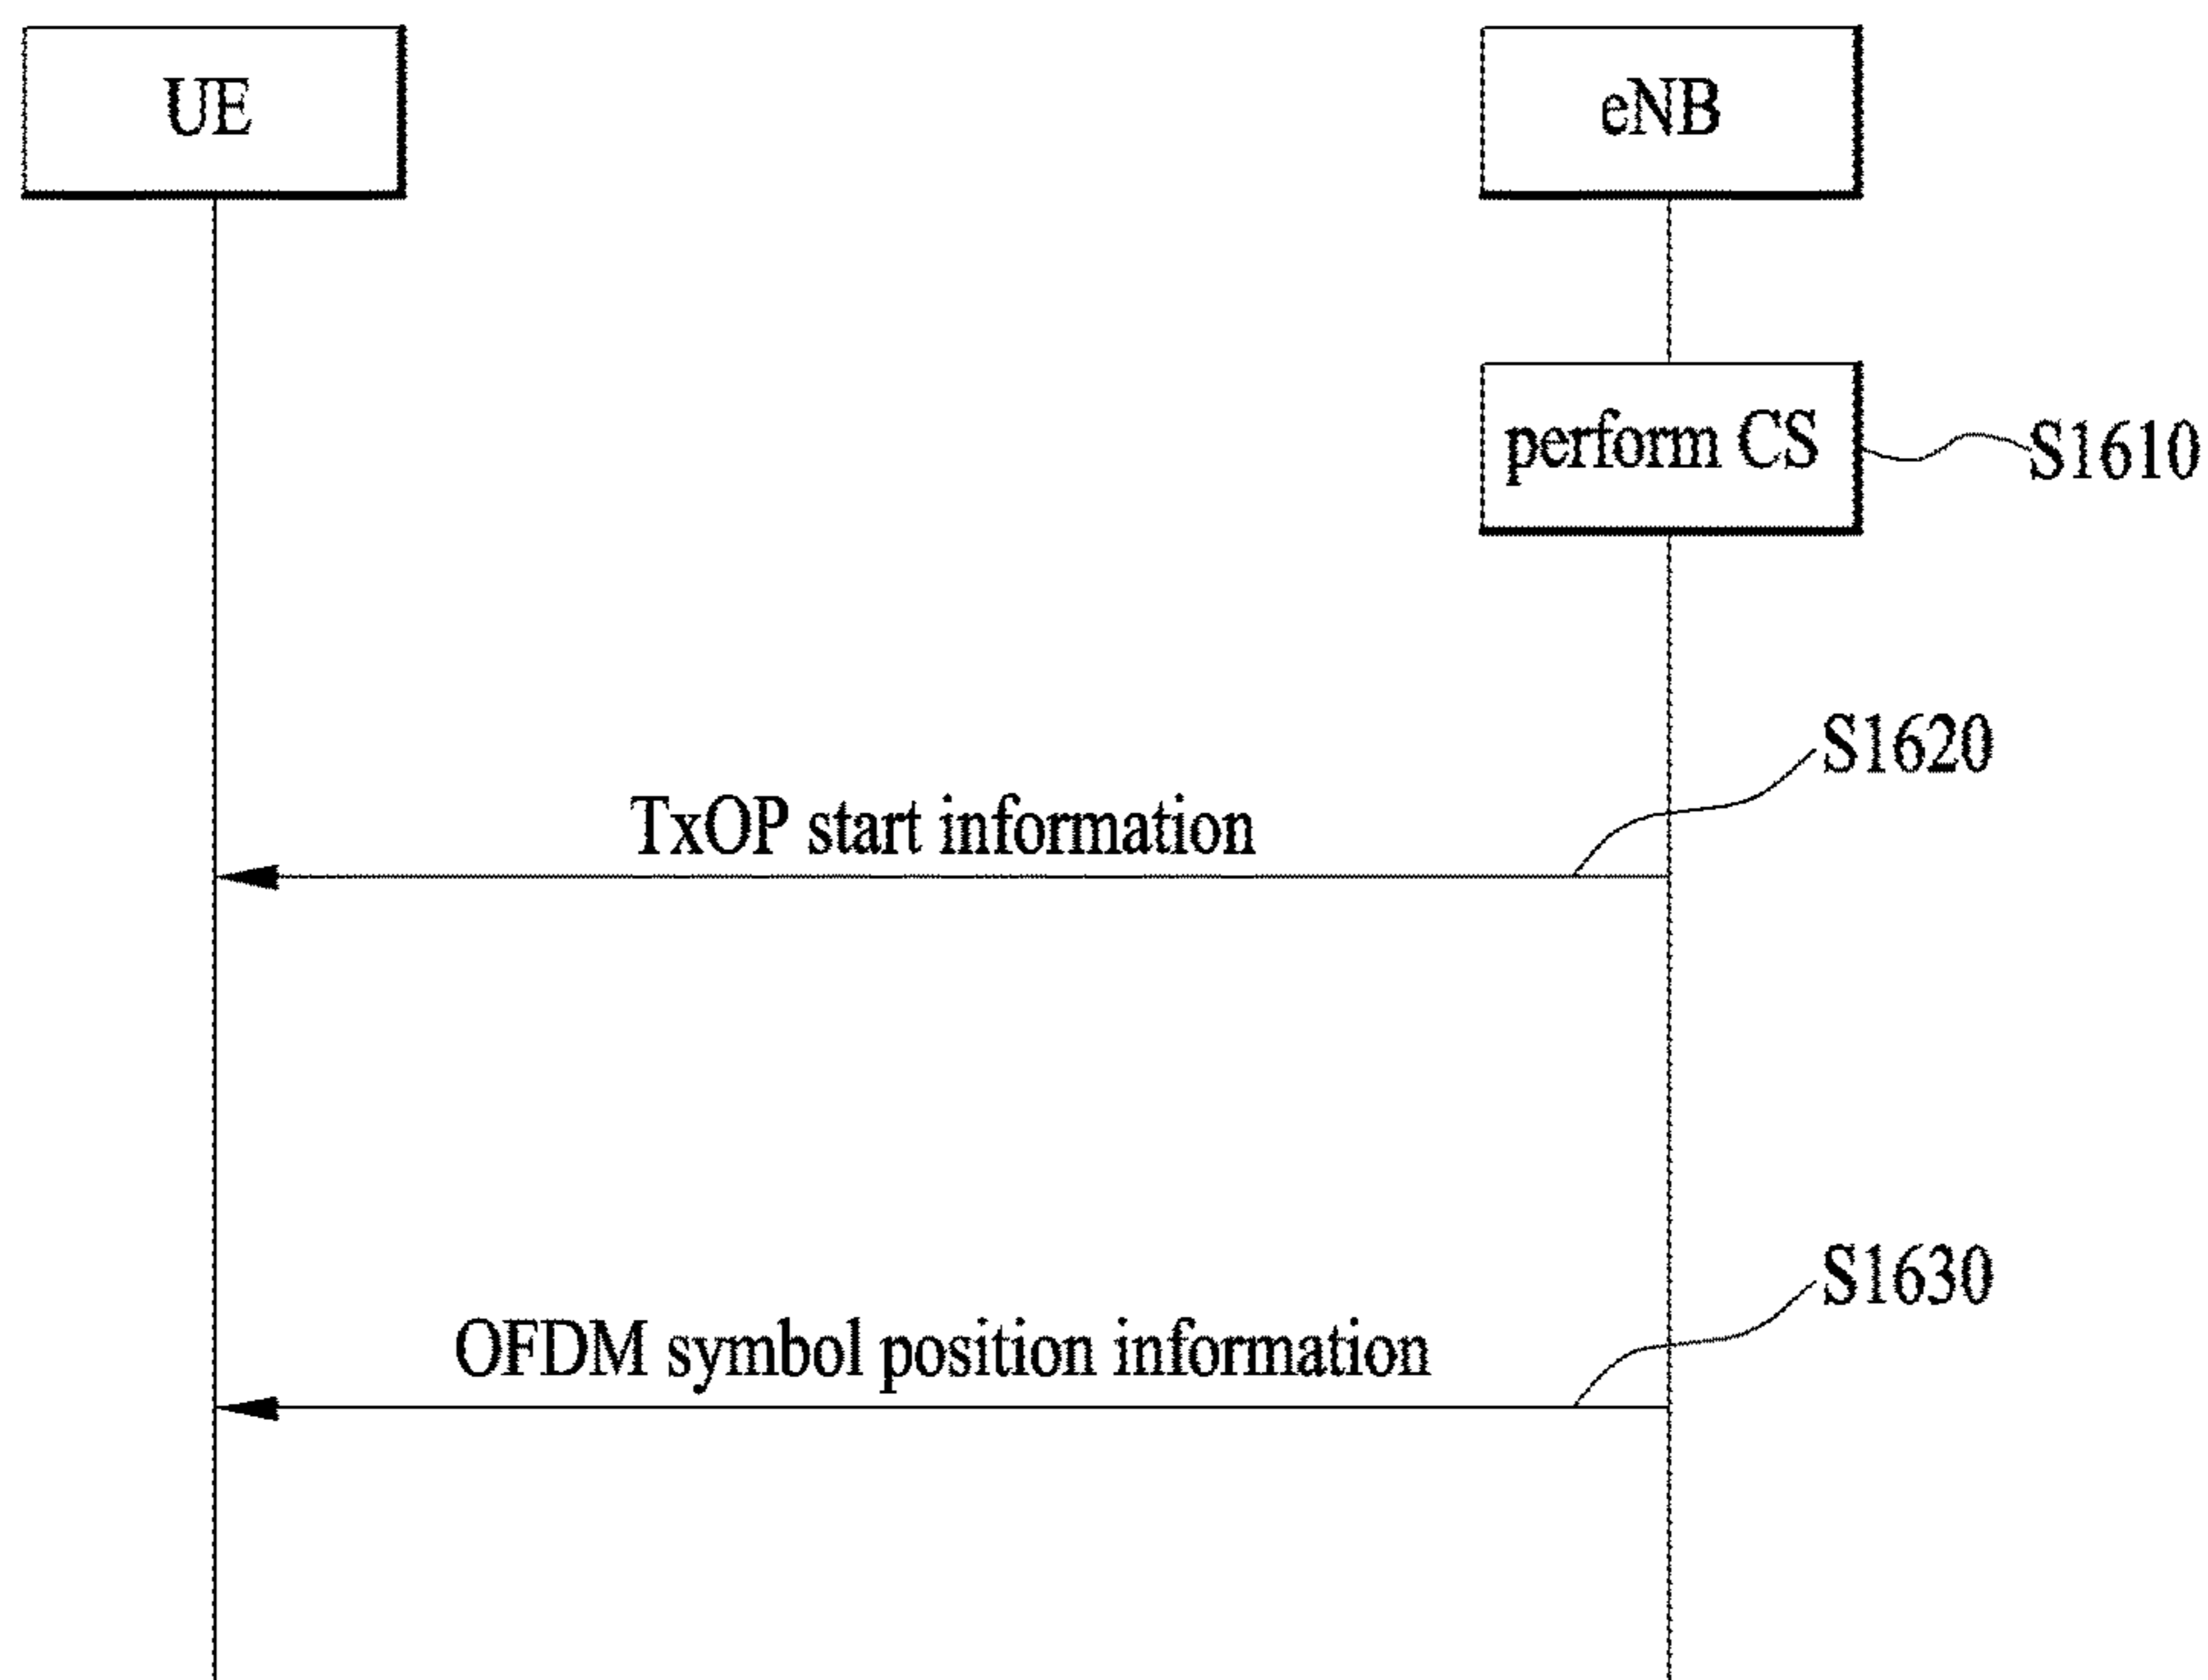 UE
eNB
perform CS
S1610
S1620
TxOP start information
S1630
OFDM symbol position information